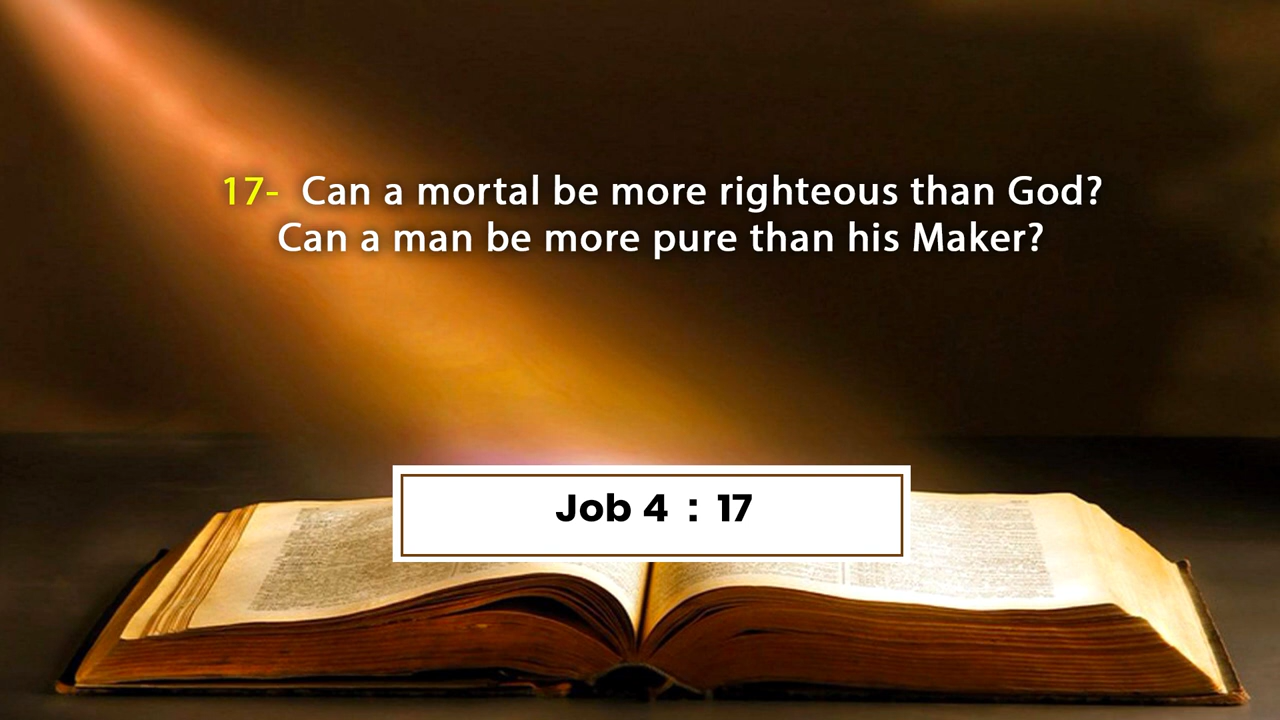 17- Can a mortal be more righteous than God?
Can a man be more pure than his Maker?
Job 4 : 17